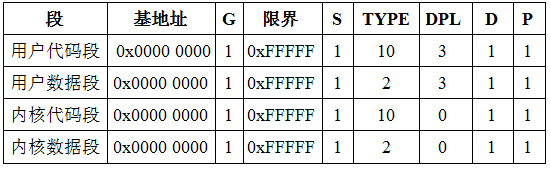 段 基地址 G 限界 S TYPE DPL D P
用户代码段 0x0000 0000 1 0xFFFFF 1 10 3 1 1
用户数据段 0x0000 0000 1 0xFFFFF 1 2 3 1 1
内核代码段 0x0000 0000 1 0xFFFFF 1 10 0 1 1
内核数据段 0x0000 0000 1 0xFFFFF 1 2 0 1 1